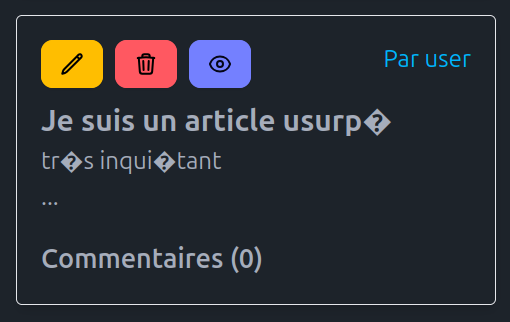 Par user
Je suis un article usurp�
tr�s inqui�tant
...
Commentaires (0)